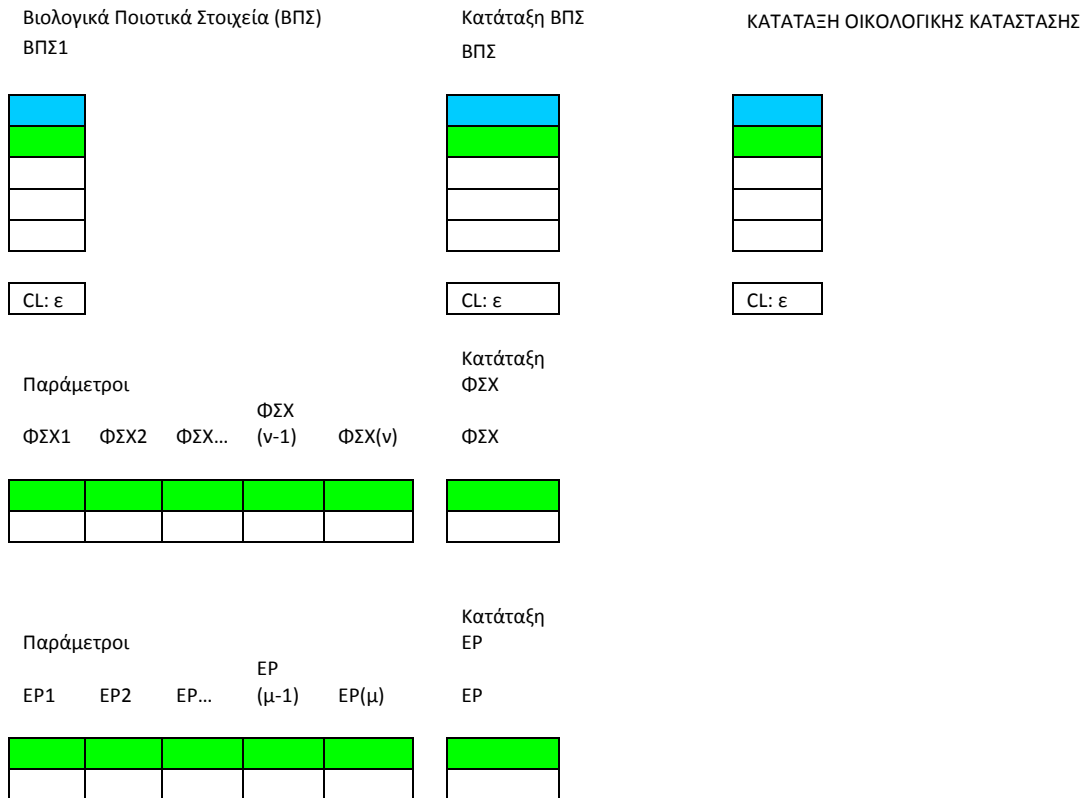 Βιολογικά Ποιοτικά Στοιχεία (ΒΠΣ)
ΒΠΣ1
Κατάταξη ΒΠΣ
ΒΠΣ
ΚΑΤΑΤΑΞΗ ΟΙΚΟΛΟΓΙΚΗΣ ΚΑΤΑΣΤΑΣΗΣ
CL: ε
CL: ε
CL: ε
Παράμετροι
Κατάταξη
ΦΣΧ
ΦΣΧ1
ΦΣΧ2
ΦΣΧ...
ΦΣΧ
(ν-1)
ΦΣΧ(ν)
ΦΣΧ
Παράμετροι
Κατάταξη
ΕΡ
ΕΡ1
ΕΡ2
ΕΡ...
ΕΡ
(μ-1)
ΕΡ(μ)
ΕΡ